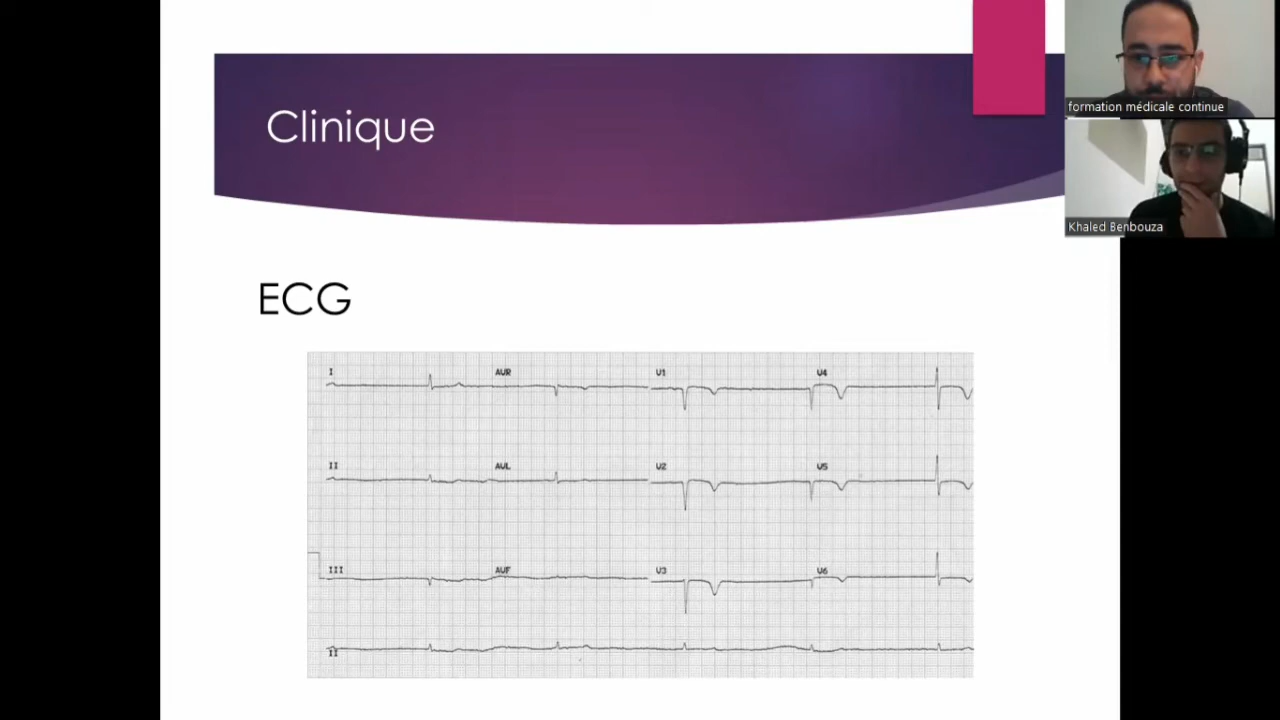 Clinique
formation médicale continue
Khaled Benbouza
ECG
I AVR V1 V4
II AVL V2 V5
III AVF V3 V6
II